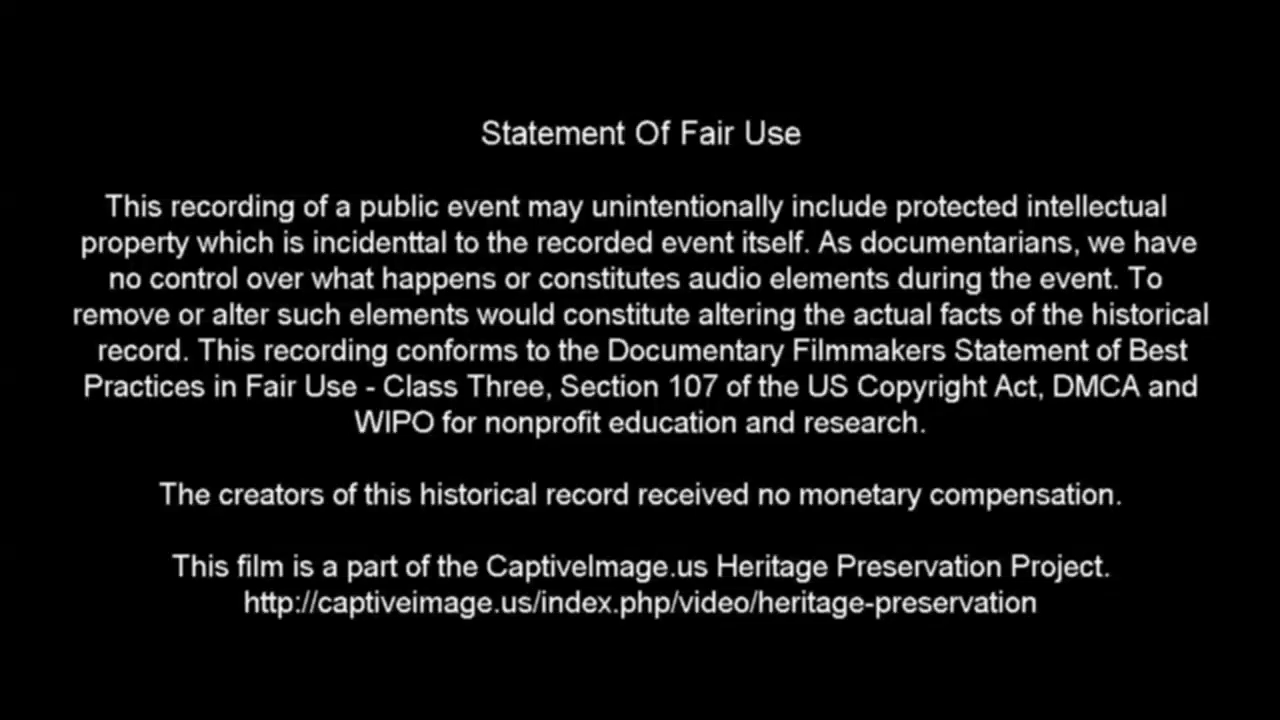 Statement Of Fair Use
This recording of a public event may unintentionally include protected intellectual
property which is incidenttal to the recorded event itself. As documentarians, we have
no control over what happens or constitutes audio elements during the event. To
remove or alter such elements would constitute altering the actual facts of the historical
record. This recording conforms to the Documentary Filmmakers Statement of Best
Practices in Fair Use - Class Three, Section 107 of the US Copyright Act, DMCA and
WIPO for nonprofit education and research.
The creators of this historical record received no monetary compensation.
This film is a part of the CaptiveImage.us Heritage Preservation Project.
http://captiveimage.us/index.php/video/heritage-preservation